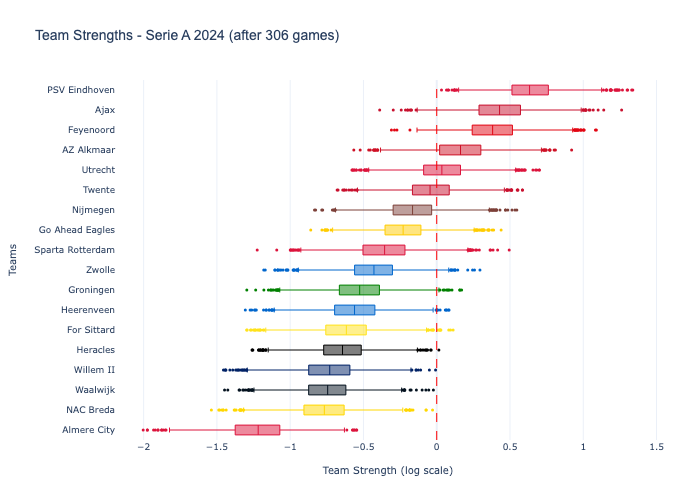 Team Strengths - Serie A 2024 (after 306 games)
PSV Eindhoven
Ajax
Feyenoord
AZ Alkmaar
Utrecht
Twente
Nijmegen
Go Ahead Eagles
Sparta Rotterdam
Zwolle
Groningen
Heerenveen
For Sittard
Heracles
Willem II
Waalwijk
NAC Breda
Almere City
Teams
−2 −1.5 −1 −0.5 0 0.5 1 1.5
Team Strength (log scale)